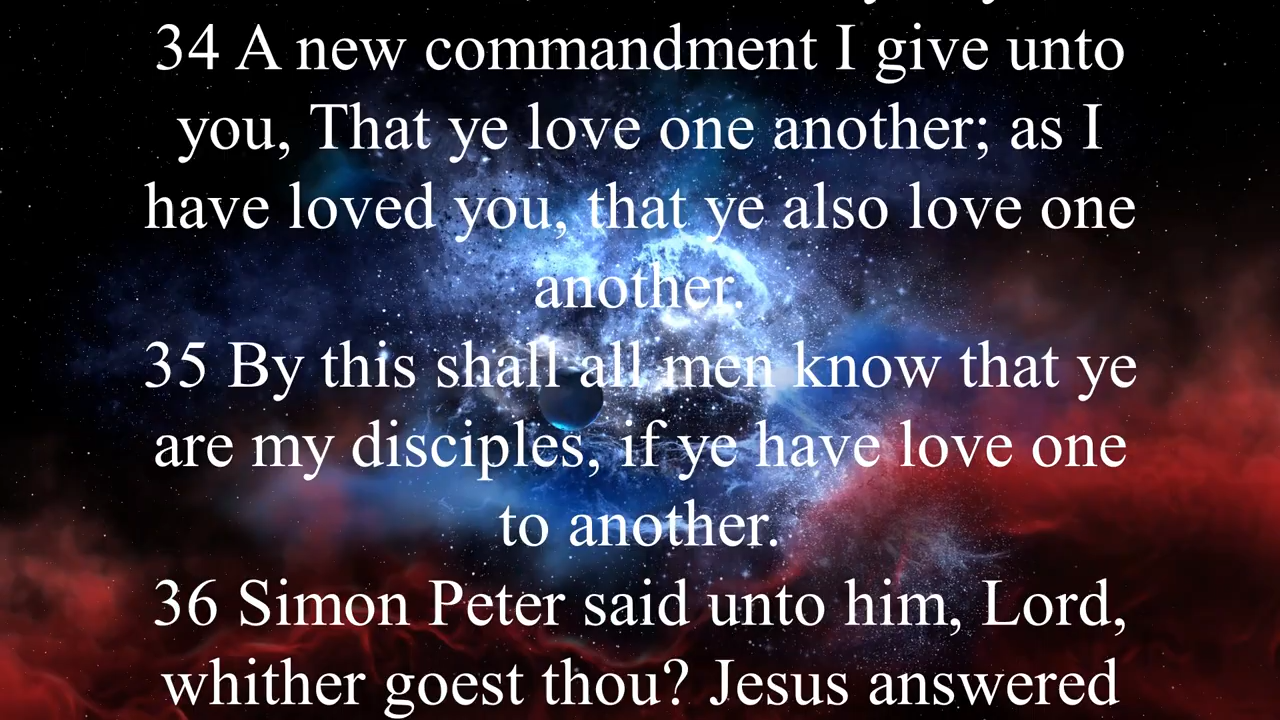 34 A new commandment I give unto
you, That ye love one another; as I
have loved you, that ye also love one
another.
35 By this shall all men know that ye
are my disciples, if ye have love one
to another.
36 Simon Peter said unto him, Lord,
whither goest thou? Jesus answered